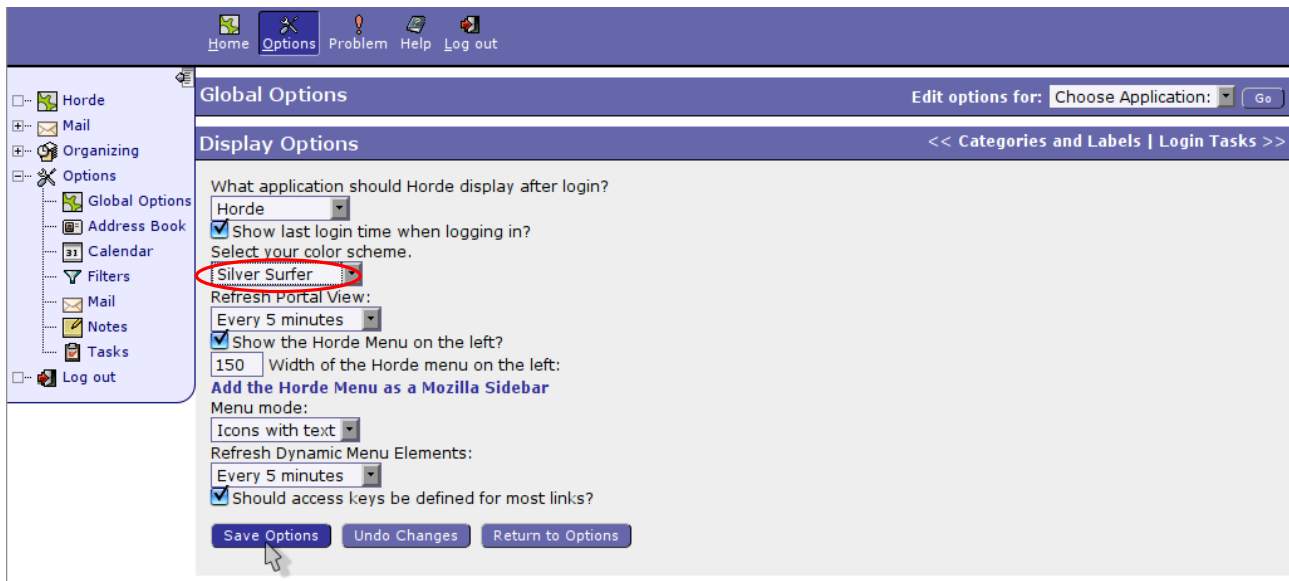 Home Options Problem Help Log out
Horde
Mail
Organizing
Options
Global Options
Address Book
31 Calendar
Filters
Mail
Notes
Tasks
Log out
Global Options Edit options for: Choose Application: Go
Display Options << Categories and Labels | Login Tasks >>
What application should Horde display after login?
Horde
Show last login time when logging in?
Select your color scheme.
Silver Surfer
Refresh Portal View:
Every 5 minutes
Show the Horde Menu on the left?
150 Width of the Horde menu on the left:
Add the Horde Menu as a Mozilla Sidebar
Menu mode:
Icons with text
Refresh Dynamic Menu Elements:
Every 5 minutes
Should access keys be defined for most links?
Save Options Undo Changes Return to Options